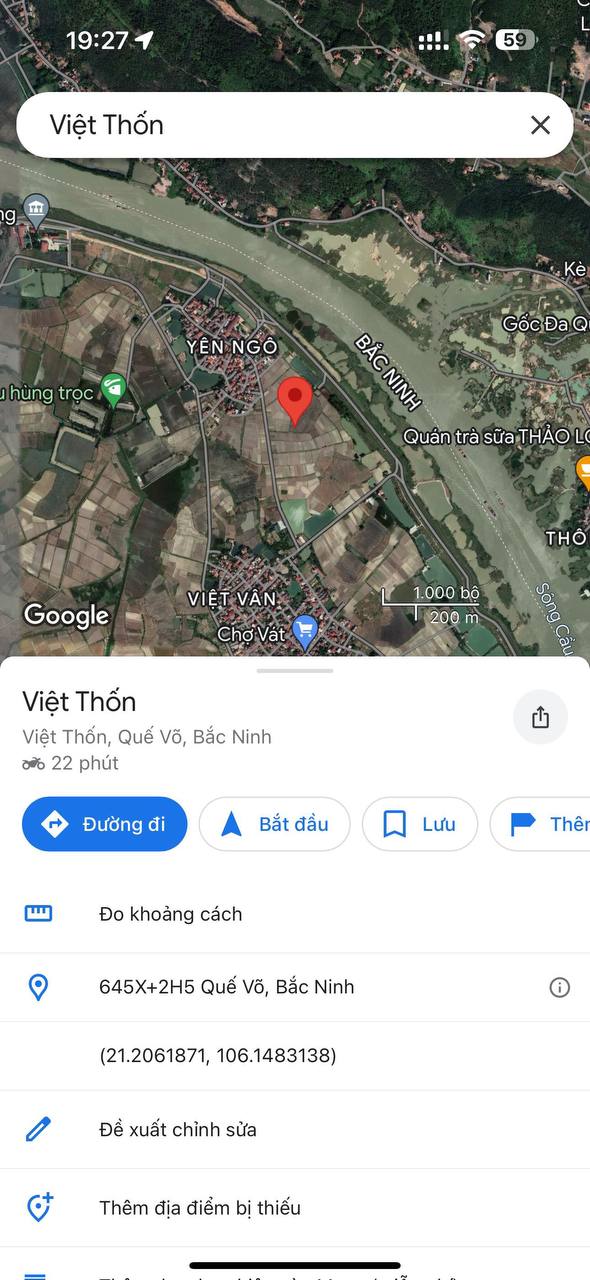 19:27
59
Việt Thốn
ng
Kè
YÊN NGÔ
BẮC NINH
Gốc Đa Qu
u hùng trọc
Quán trà sữa THẢO LO
THÔ
VIỆT VÂN
1.000 bộ
200 m
Sông Cầu
Google
Chợ Vát
Việt Thốn
Việt Thốn, Quế Võ, Bắc Ninh
22 phút
Đường đi
Bắt đầu
Lưu
Thêm
Đo khoảng cách
645X+2H5 Quế Võ, Bắc Ninh
(21.2061871, 106.1483138)
Đề xuất chỉnh sửa
Thêm địa điểm bị thiếu